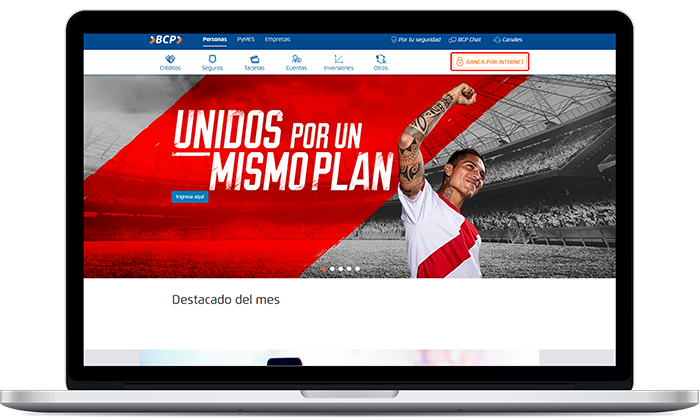 BCP
Personas PyMES Empresas
Por tu seguridad BCP Chat Canales
Créditos Seguros Tarjetas Cuentas Inversiones Otros
BANCA POR INTERNET
UNIDOS POR UN
MISMO PLAN
Ingresa aquí
Destacado del mes